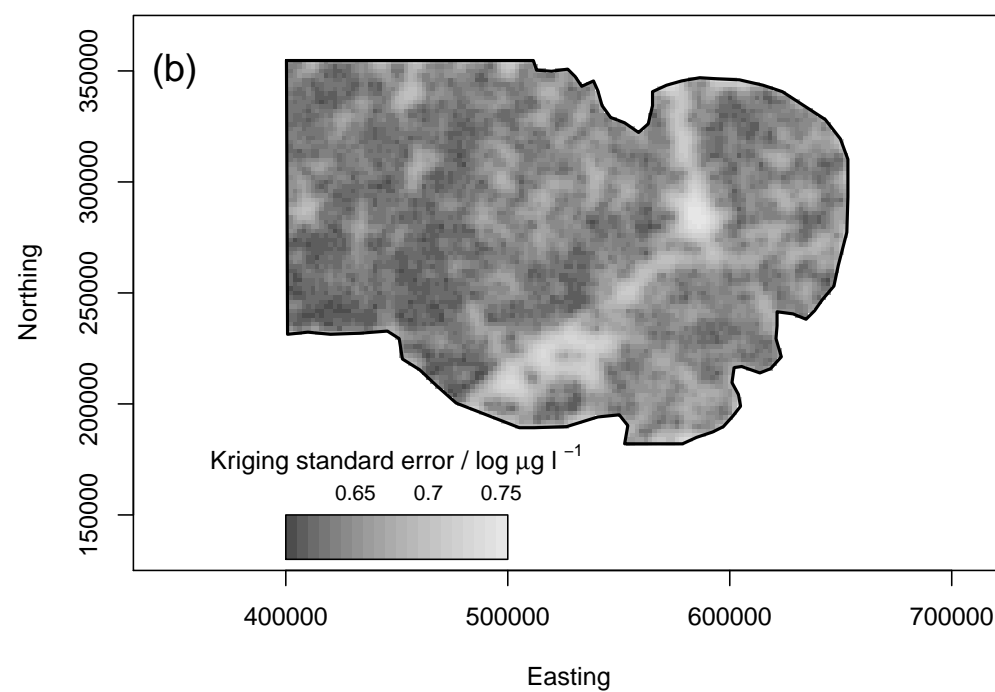 (b)
350000
300000
250000
200000
150000
Northing
Kriging standard error / log μg l ⁻¹
0.65 0.7 0.75
400000 500000 600000 700000
Easting